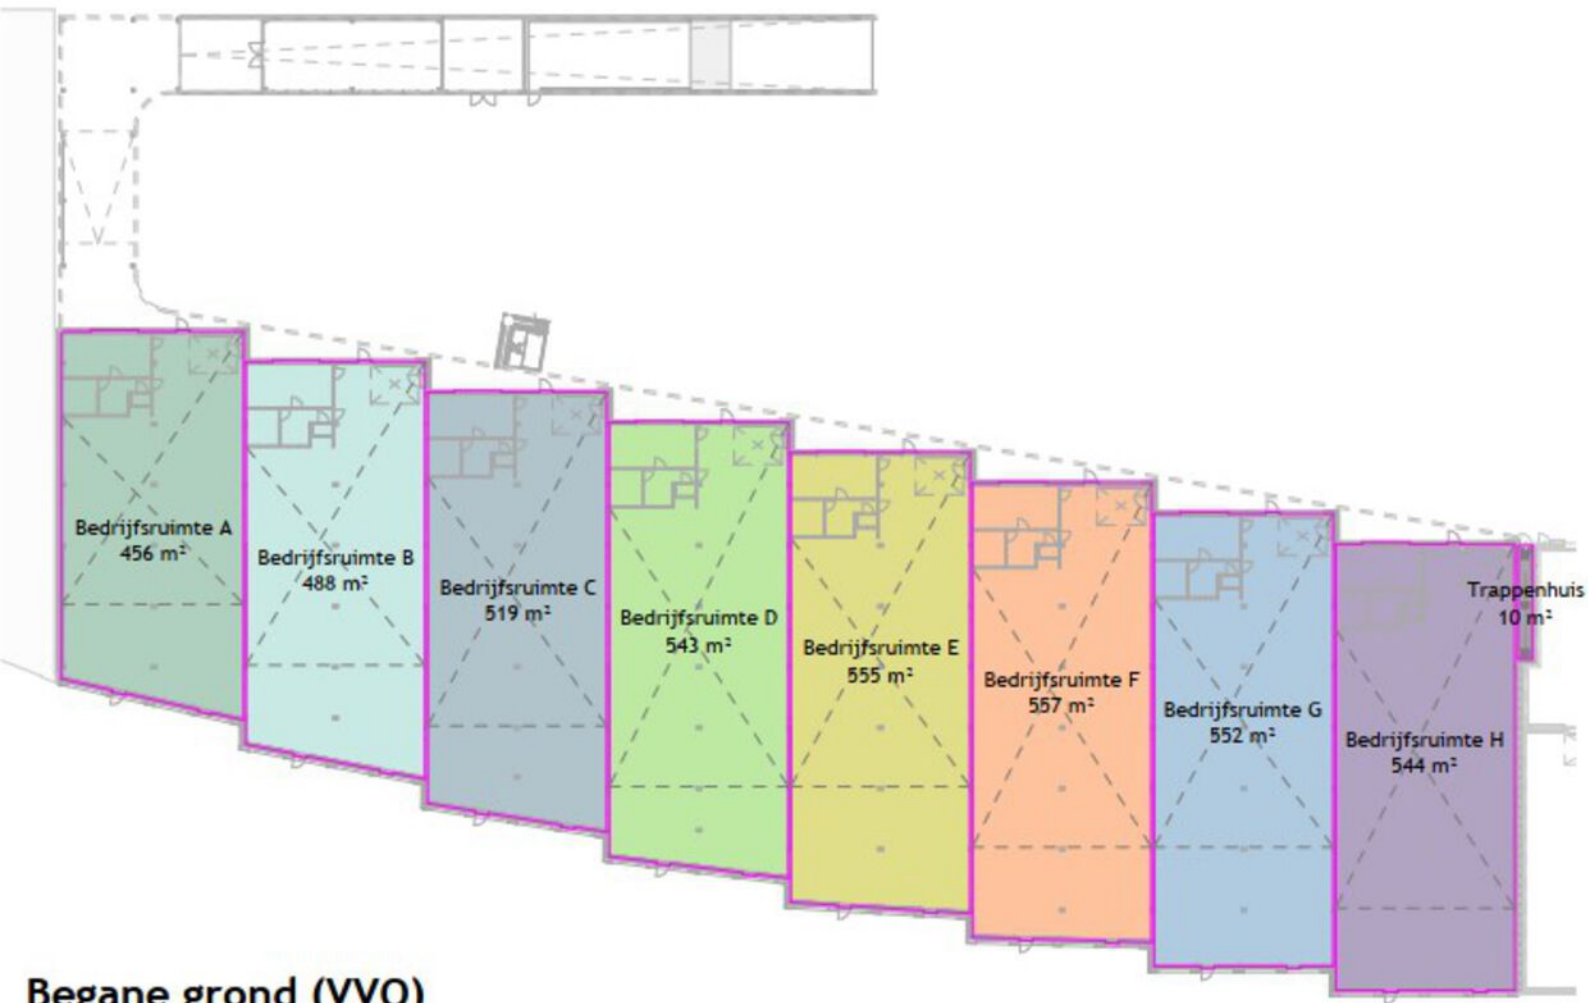 Bedrijfsruimte A
456 m²
Bedrijfsruimte B
488 m²
Bedrijfsruimte C
519 m²
Bedrijfsruimte D
543 m²
Bedrijfsruimte E
555 m²
Bedrijfsruimte F
557 m²
Bedrijfsruimte G
552 m²
Bedrijfsruimte H
544 m²
Trappenhuis
10 m²
Begane grond (VVO)